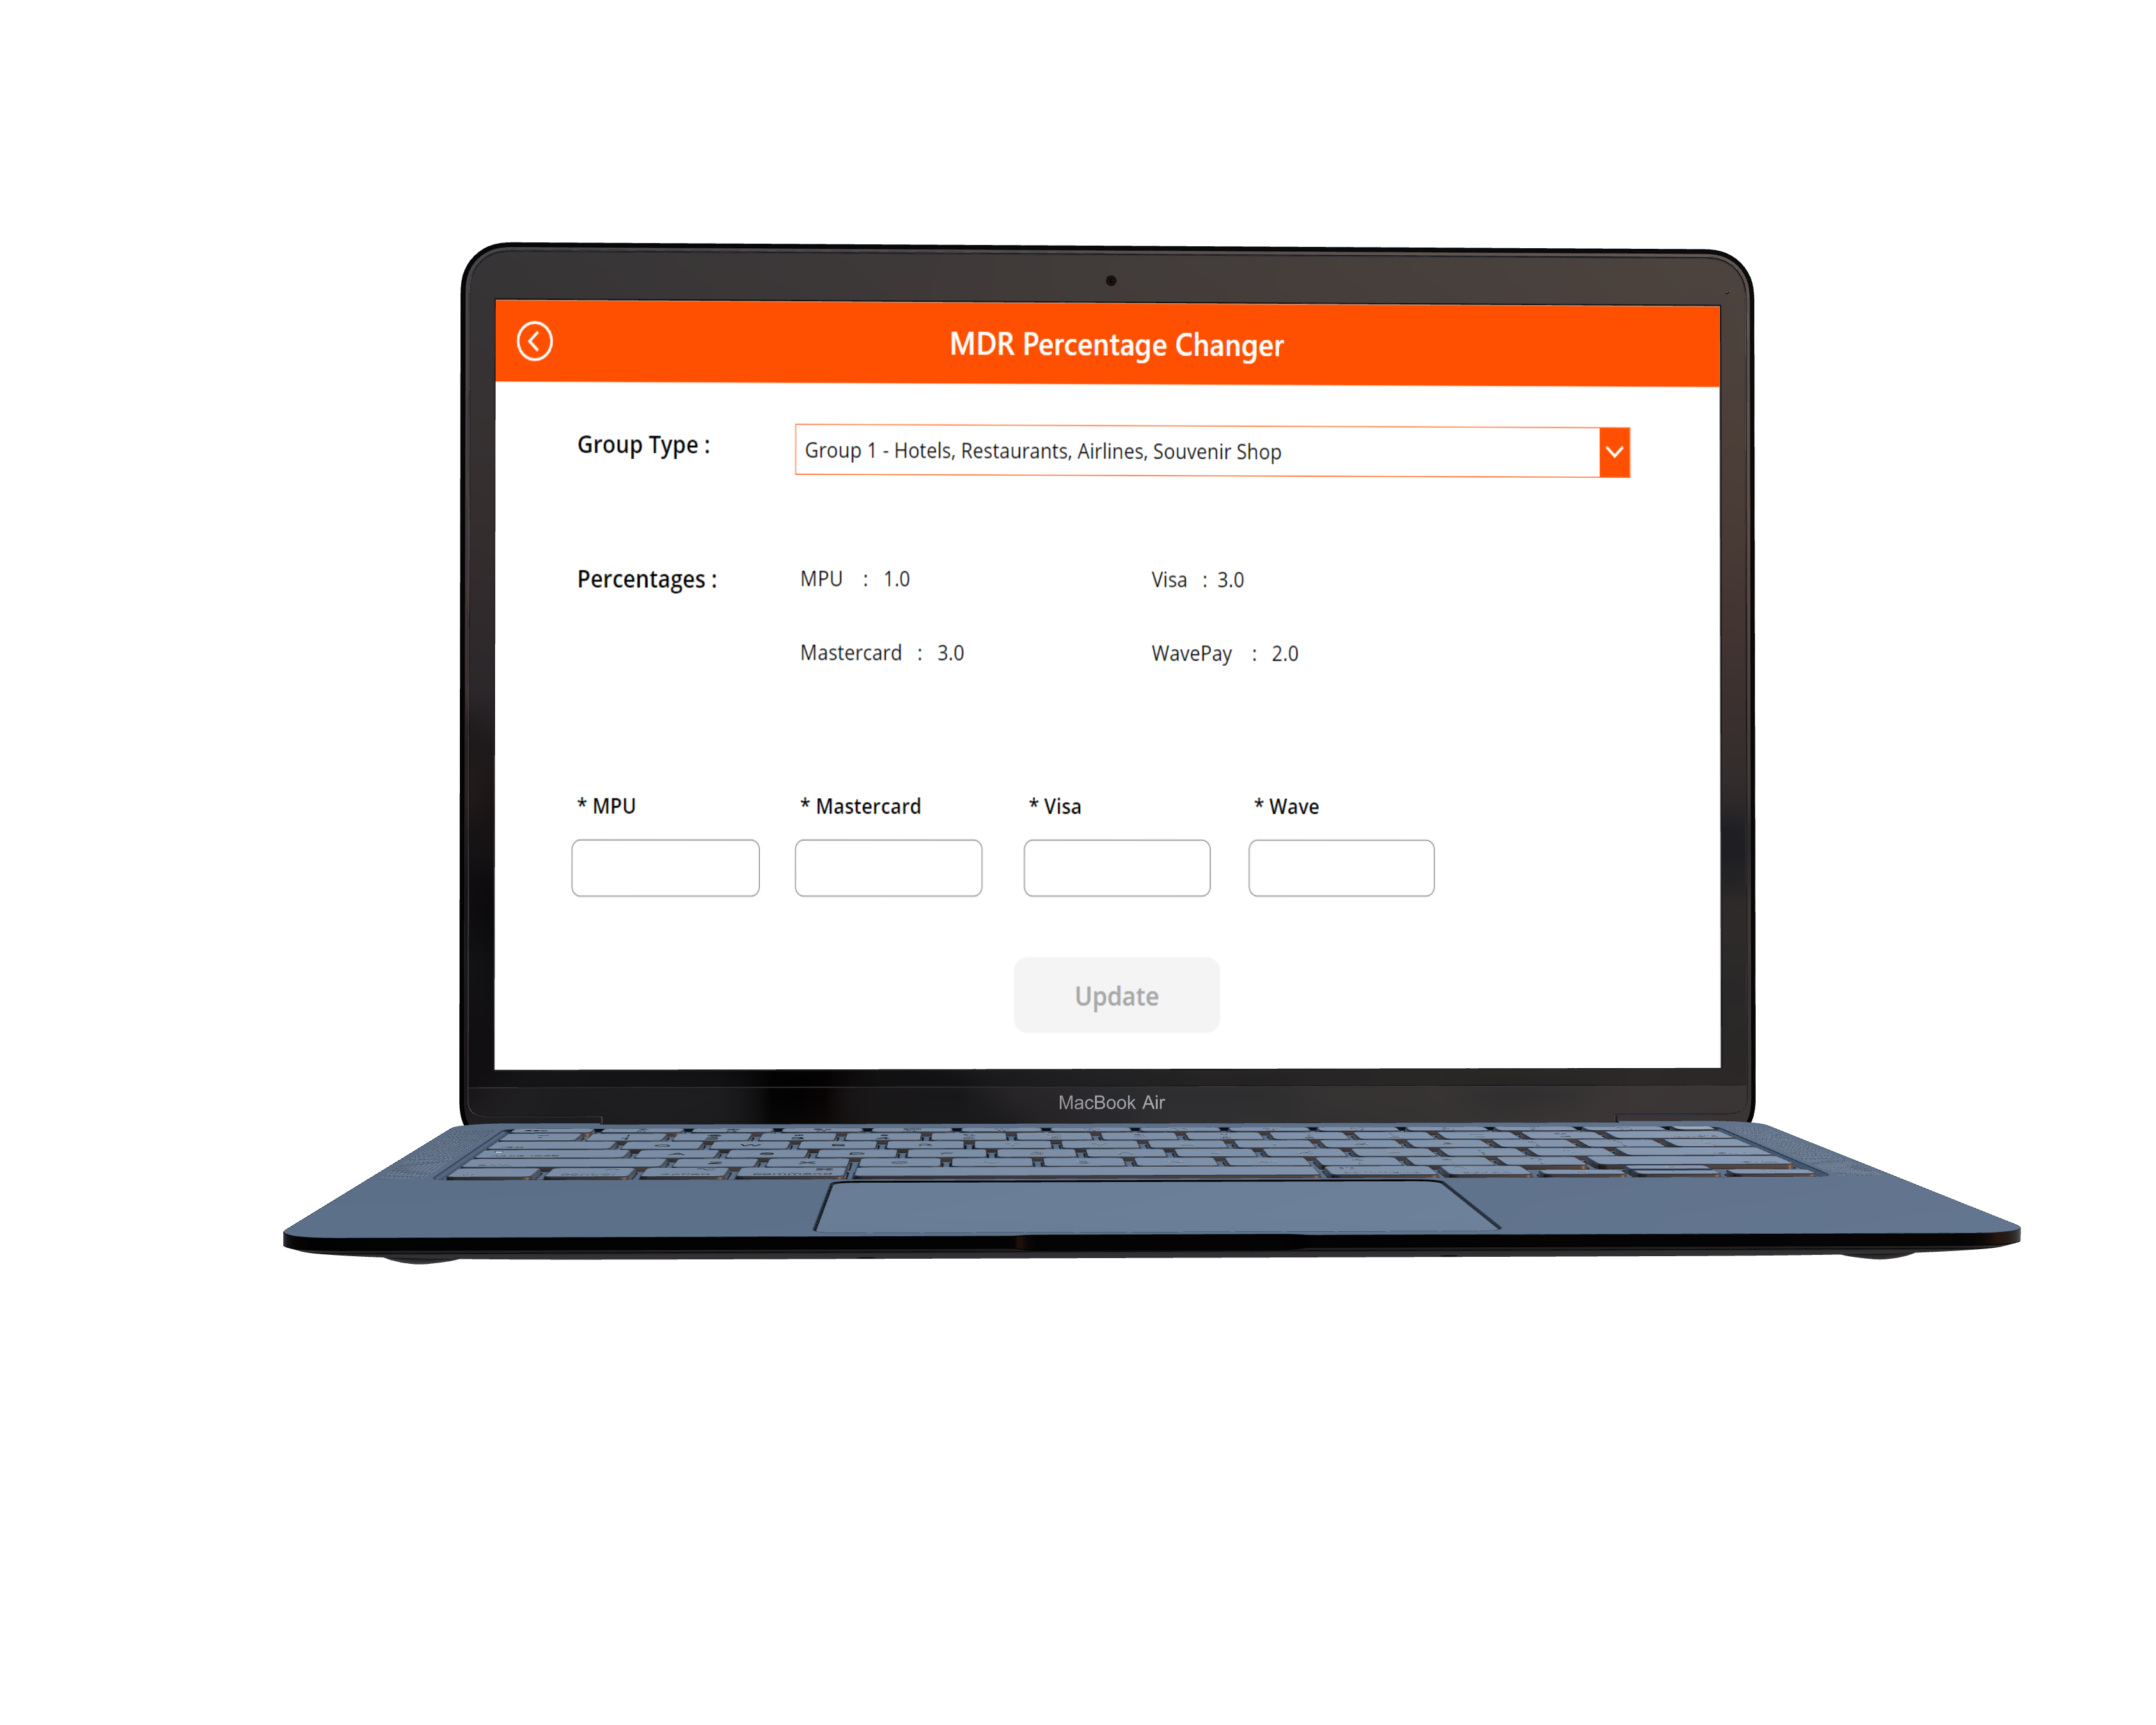 MDR Percentage Changer
Group Type :
Group 1 - Hotels, Restaurants, Airlines, Souvenir Shop
Percentages :
MPU : 1.0
Visa : 3.0
Mastercard : 3.0
WavePay : 2.0
* MPU
* Mastercard
* Visa
* Wave
Update
MacBook Air